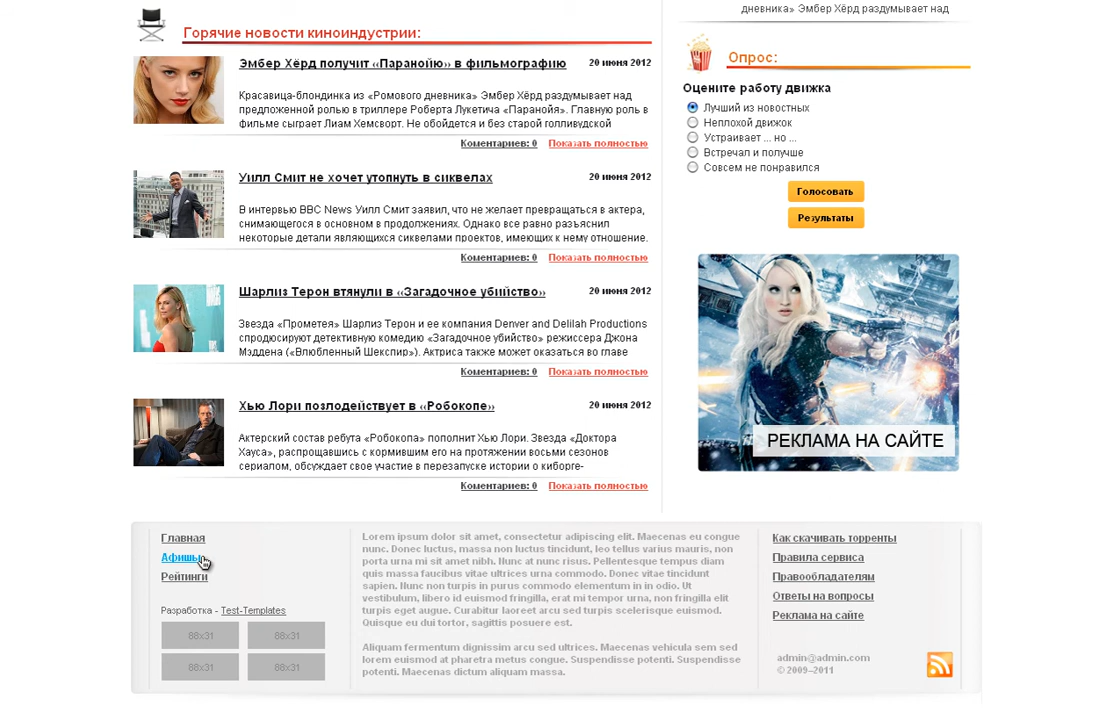 дневника» Эмбер Хёрд раздумывает над
Горячие новости киноиндустрии:
Эмбер Хёрд получит «Паранойю» в фильмографию
20 июня 2012
Красавица-блондинка из «Ромового дневника» Эмбер Хёрд раздумывает над
предложенной ролью в триллере Роберта Лукетича «Паранойя». Главную роль в
фильме сыграет Лиам Хемсворт. Не обойдется и без старой голливудской
Коментариев: 0 Показать полностью
Уилл Смит не хочет утопнуть в сиквелах
20 июня 2012
В интервью BBC News Уилл Смит заявил, что не желает превращаться в актера,
снимающегося в основном в продолжениях. Однако все равно разъяснил
некоторые детали являющихся сиквелами проектов, имеющих к нему отношение.
Коментариев: 0 Показать полностью
Шарлиз Терон втянули в «Загадочное убийство»
20 июня 2012
Звезда «Прометея» Шарлиз Терон и ее компания Denver and Delilah Productions
спродюсируют детективную комедию «Загадочное убийство» режиссера Джона
Мэддена («Влюбленный Шекспир»). Актриса также может оказаться во главе
Коментариев: 0 Показать полностью
Хью Лори позлодействует в «Робокопе»
20 июня 2012
Актерский состав ребута «Робокопа» пополнит Хью Лори. Звезда «Доктора
Хауса», распрощавшись с кормившим его на протяжении восьми сезонов
сериалом, обсуждает свое участие в перезапуске истории о киборге-
Коментариев: 0 Показать полностью
Опрос:
Оцените работу движка
Лучший из новостных
Неплохой движок
Устраивает ... но ...
Встречал и получше
Совсем не понравился
Голосовать
Результаты
РЕКЛАМА НА САЙТЕ
Главная
Афишы
Рейтинги
Разработка - Test-Templates
88x31 88x31
88x31 88x31
Lorem ipsum dolor sit amet, consectetur adipiscing elit. Maecenas eu congue
nunc. Donec luctus, massa non luctus tincidunt, leo tellus varius mauris, non
porta urna mi sit amet nibh. Nunc at nunc risus. Pellentesque tempus diam
quis massa faucibus vitae ultrices urna commodo. Donec vitae tincidunt
sapien. Nunc non turpis in purus commodo elementum in in odio. Ut
vestibulum, libero id euismod fringilla, erat mi tempor urna, non fringilla elit
turpis eget augue. Curabitur laoreet arcu sed turpis scelerisque euismod.
Quisque eu dui tortor, sagittis posuere est.
Aliquam fermentum dignissim arcu sed ultrices. Maecenas vehicula sem sed
lorem euismod at pharetra metus congue. Suspendisse potenti. Suspendisse
potenti. Maecenas dictum aliquam massa.
Как скачивать торренты
Правила сервиса
Правообладателям
Ответы на вопросы
Реклама на сайте
admin@admin.com
© 2009-2011